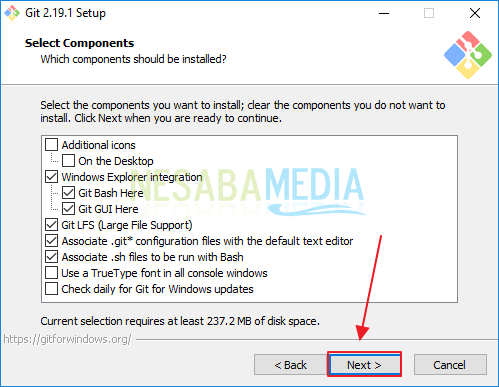 Git 2.19.1 Setup
Select Components
Which components should be installed?
Select the components you want to install; clear the components you do not want to
install. Click Next when you are ready to continue.
Additional icons
On the Desktop
Windows Explorer integration
Git Bash Here
Git GUI Here
Git LFS (Large File Support)
Associate .git* configuration files with the default text editor
Associate .sh files to be run with Bash
Use a TrueType font in all console windows
Check daily for Git for Windows updates
NESABAMEDIA
Current selection requires at least 237.2 MB of disk space.
https://gitforwindows.org/
< Back
Next >
Cancel